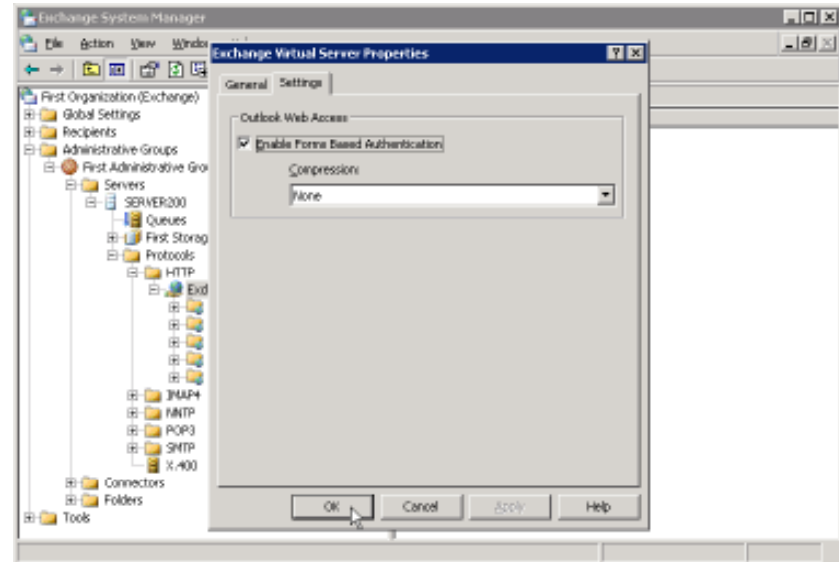 Exchange System Manager
File Action View Window
Exchange Virtual Server Properties
General Settings
Outlook Web Access
Enable Forms Based Authentication
Compression:
None
OK Cancel Apply Help
First Organization (Exchange)
Global Settings
Recipients
Administrative Groups
First Administrative Gro
Servers
SERVER200
Queues
First Storag
Protocols
HTTP
Exc
IMAP4
NNTP
POP3
SMTP
X.400
Connectors
Folders
Tools